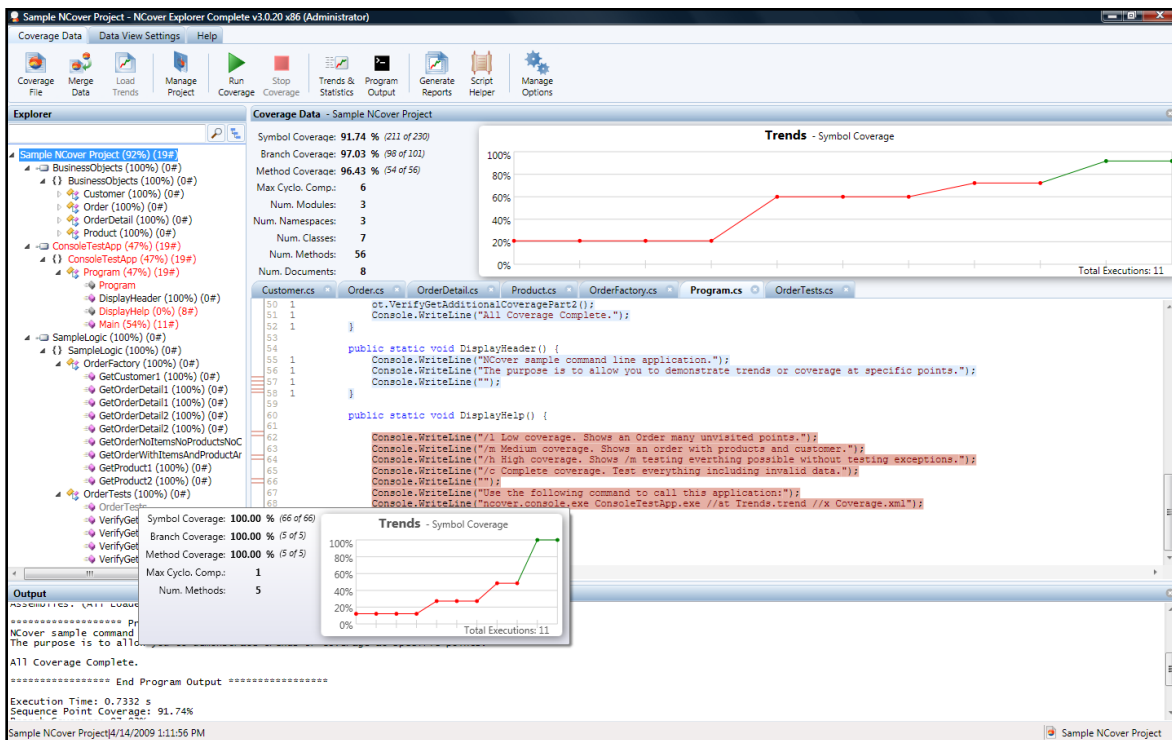 Sample NCover Project - NCover Explorer Complete v3.0.20 x86 (Administrator)
Coverage Data Data View Settings Help
Coverage File Merge Data Load Trends Manage Project Run Coverage Stop Coverage Trends & Statistics Program Output Generate Reports Script Helper Manage Options
Explorer
Sample NCover Project (92%) (19#)
BusinessObjects (100%) (0#)
{} BusinessObjects (100%) (0#)
Customer (100%) (0#)
Order (100%) (0#)
OrderDetail (100%) (0#)
Product (100%) (0#)
ConsoleTestApp (47%) (19#)
{} ConsoleTestApp (47%) (19#)
Program (47%) (19#)
Program
DisplayHeader (100%) (0#)
DisplayHelp (0%) (8#)
Main (54%) (11#)
SampleLogic (100%) (0#)
{} SampleLogic (100%) (0#)
OrderFactory (100%) (0#)
GetCustomer1 (100%) (0#)
GetOrderDetail1 (100%) (0#)
GetOrderDetail1 (100%) (0#)
GetOrderDetail2 (100%) (0#)
GetOrderDetail2 (100%) (0#)
GetOrderNoItemsNoProductsNoC
GetOrderWithItemsAndProductAr
GetProduct1 (100%) (0#)
GetProduct2 (100%) (0#)
OrderTests (100%) (0#)
OrderTests
VerifyGet
VerifyGet
VerifyGet
VerifyGet
Coverage Data - Sample NCover Project
Symbol Coverage: 91.74 % (211 of 230)
Branch Coverage: 97.03 % (98 of 101)
Method Coverage: 96.43 % (54 of 56)
Max Cyclo. Comp.: 6
Num. Modules: 3
Num. Namespaces: 3
Num. Classes: 7
Num. Methods: 56
Num. Documents: 8
Trends - Symbol Coverage
100%
80%
60%
40%
20%
0%
Total Executions: 11
Customer.cs Order.cs OrderDetail.cs Product.cs OrderFactory.cs Program.cs OrderTests.cs
50 1 ot.VerifyGetAdditionalCoveragePart2();
51 1 Console.WriteLine("All Coverage Complete.");
52 1 }
53
54 public static void DisplayHeader() {
55 1 Console.WriteLine("NCover sample command line application.");
56 1 Console.WriteLine("The purpose is to allow you to demonstrate trends or coverage at specific points.");
57 1 Console.WriteLine("");
58 1 }
59
60 public static void DisplayHelp() {
61
62 Console.WriteLine("/l Low coverage. Shows an Order many unvisited points.");
63 Console.WriteLine("/m Medium coverage. Shows an order with products and customer.");
64 Console.WriteLine("/h High coverage. Shows /m testing everthing possible without testing exceptions.");
65 Console.WriteLine("/c Complete coverage. Test everything including invalid data.");
66 Console.WriteLine("");
67 Console.WriteLine("Use the following command to call this application:");
68 Console.WriteLine("ncover.console.exe ConsoleTestApp.exe //at Trends.trend //x Coverage.xml");
Symbol Coverage: 100.00 % (66 of 66)
Branch Coverage: 100.00 % (5 of 5)
Method Coverage: 100.00 % (5 of 5)
Max Cyclo. Comp.: 1
Num. Methods: 5
Trends - Symbol Coverage
100%
80%
60%
40%
20%
0%
Total Executions: 11
Output
=================== Pr
NCover sample command
The purpose is to allo
All Coverage Complete.
================= End Program Output =================
Execution Time: 0.7332 s
Sequence Point Coverage: 91.74%
Sample NCover Project|4/14/2009 1:11:56 PM
Sample NCover Project